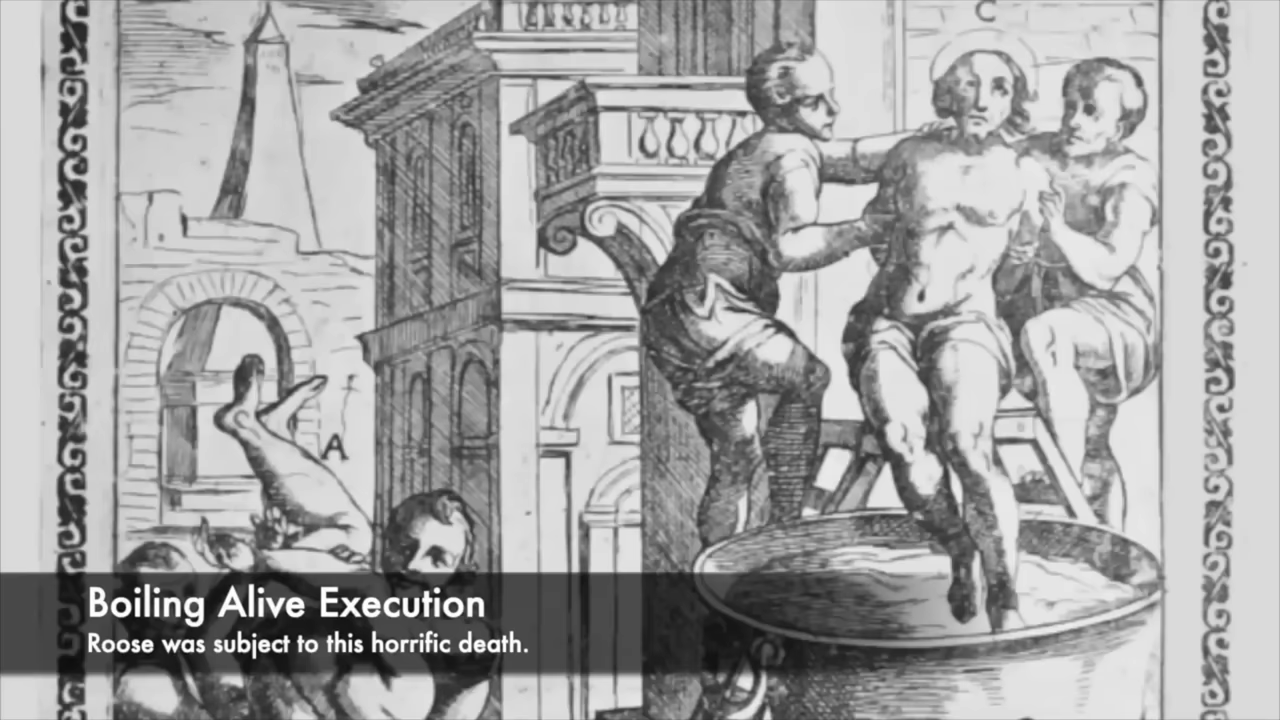 C
A
Boiling Alive Execution
Roose was subject to this horrific death.